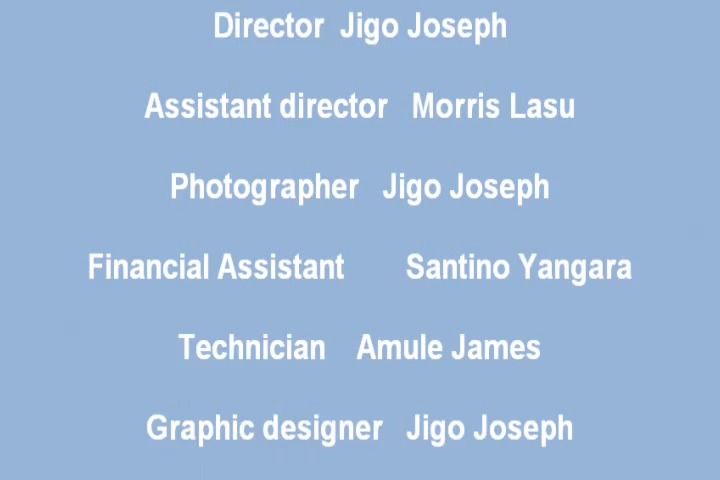 Director  Jigo Joseph
Assistant director   Morris Lasu
Photographer   Jigo Joseph
Financial Assistant       Santino Yangara
Technician    Amule James
Graphic designer   Jigo Joseph